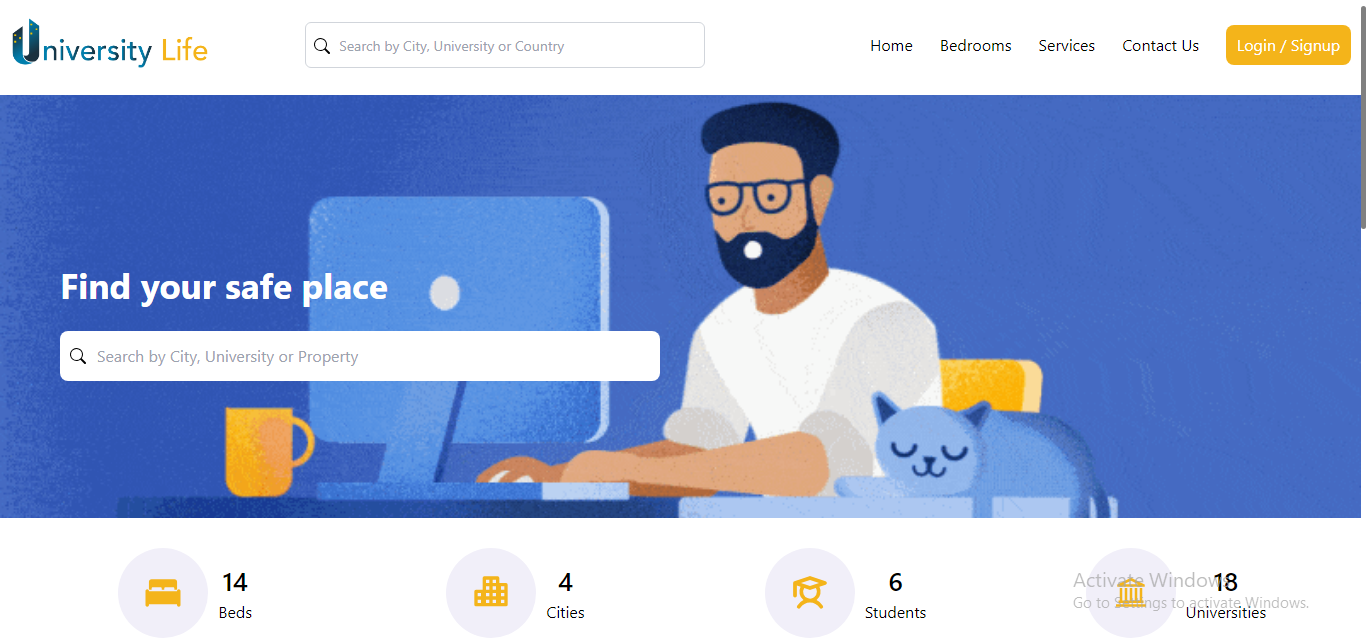 University Life
Search by City, University or Country
Home
Bedrooms
Services
Contact Us
Login / Signup
Find your safe place
Search by City, University or Property
14
Beds
4
Cities
6
Students
18
Universities
Activate Windows
Go to Settings to activate Windows.